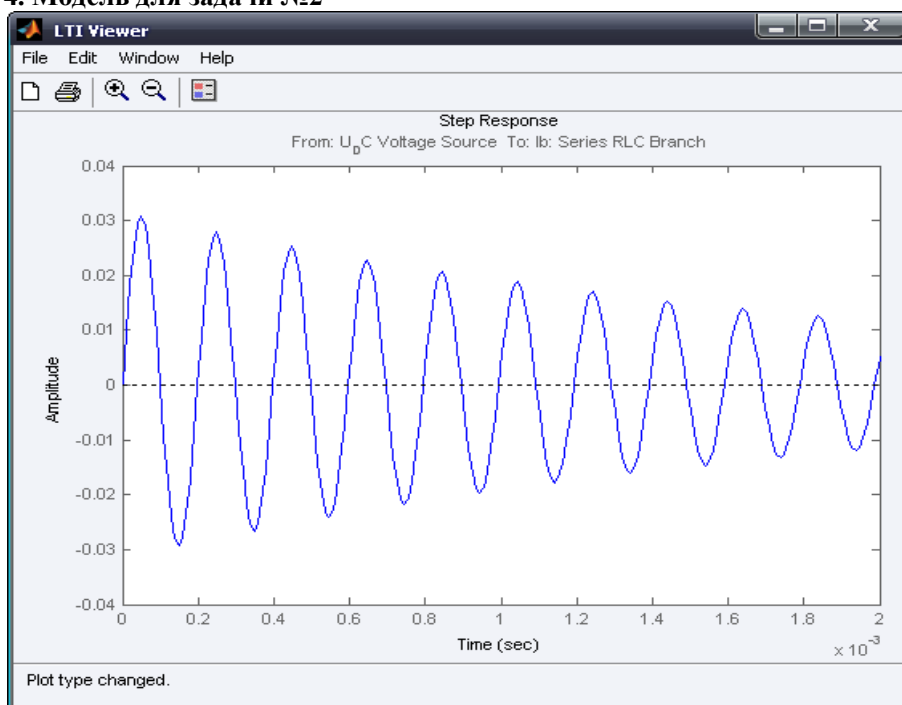 4. Модель для задачи №2
LTI Viewer
File Edit Window Help
Step Response
From: U_DC Voltage Source To: Ib: Series RLC Branch
0.04
0.03
0.02
0.01
0
-0.01
-0.02
-0.03
-0.04
Amplitude
0 0.2 0.4 0.6 0.8 1 1.2 1.4 1.6 1.8 2
Time (sec)
x 10^-3
Plot type changed.